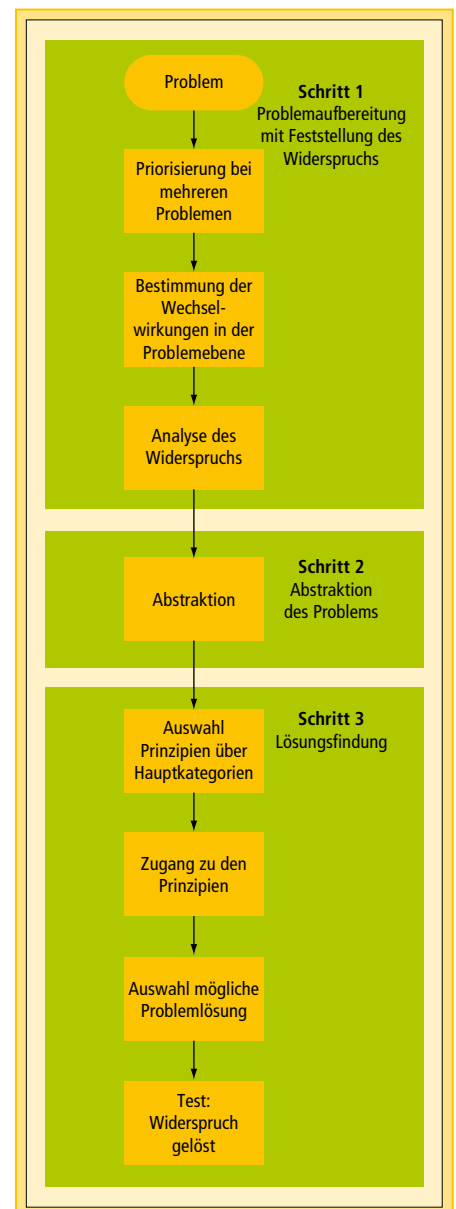 Problem
Schritt 1
Problemaufbereitung
mit Feststellung des
Widerspruchs
Priorisierung bei
mehreren
Problemen
Bestimmung der
Wechsel-
wirkungen in der
Problemebene
Analyse des
Widerspruchs
Schritt 2
Abstraktion
des Problems
Abstraktion
Schritt 3
Lösungsfindung
Auswahl
Prinzipien über
Hauptkategorien
Zugang zu den
Prinzipien
Auswahl mögliche
Problemlösung
Test:
Widerspruch
gelöst